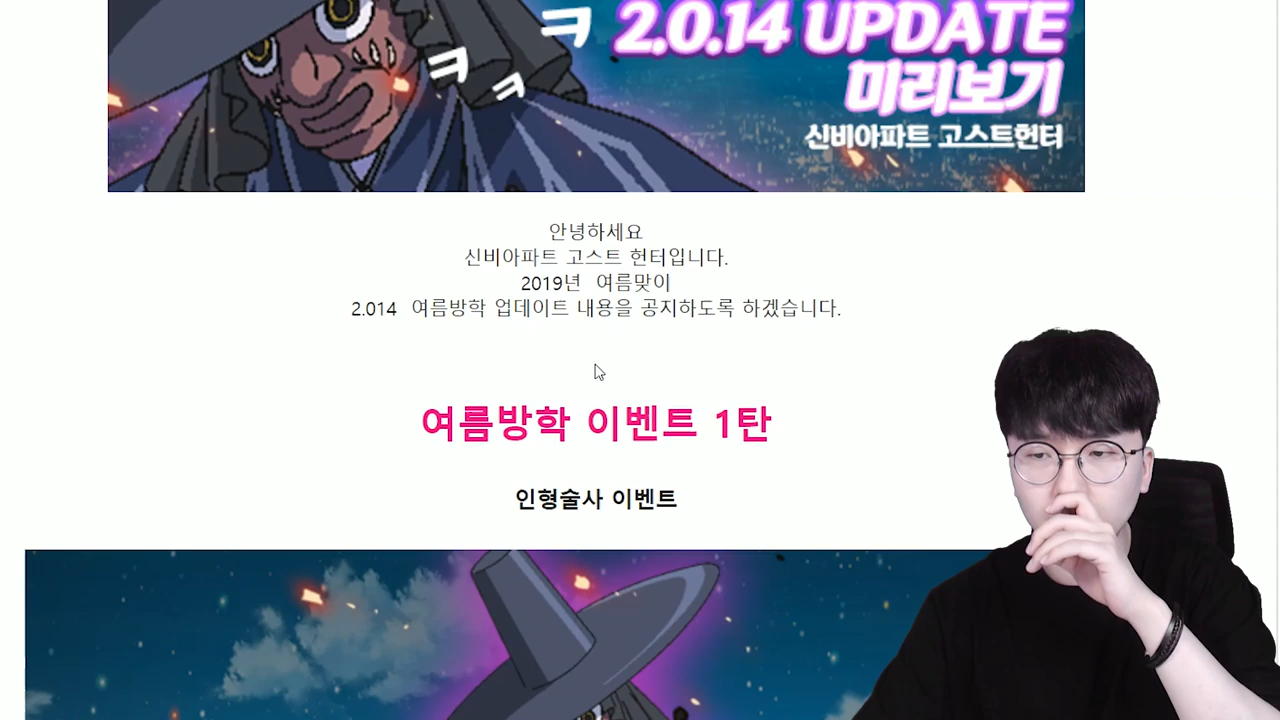 2.0.14 UPDATE
미리보기
신비아파트 고스트헌터
ㅋ
ㅋ
ㅋ
안녕하세요
신비아파트 고스트 헌터입니다.
2019년 여름맞이
2.014 여름방학 업데이트 내용을 공지하도록 하겠습니다.
여름방학 이벤트 1탄
인형술사 이벤트